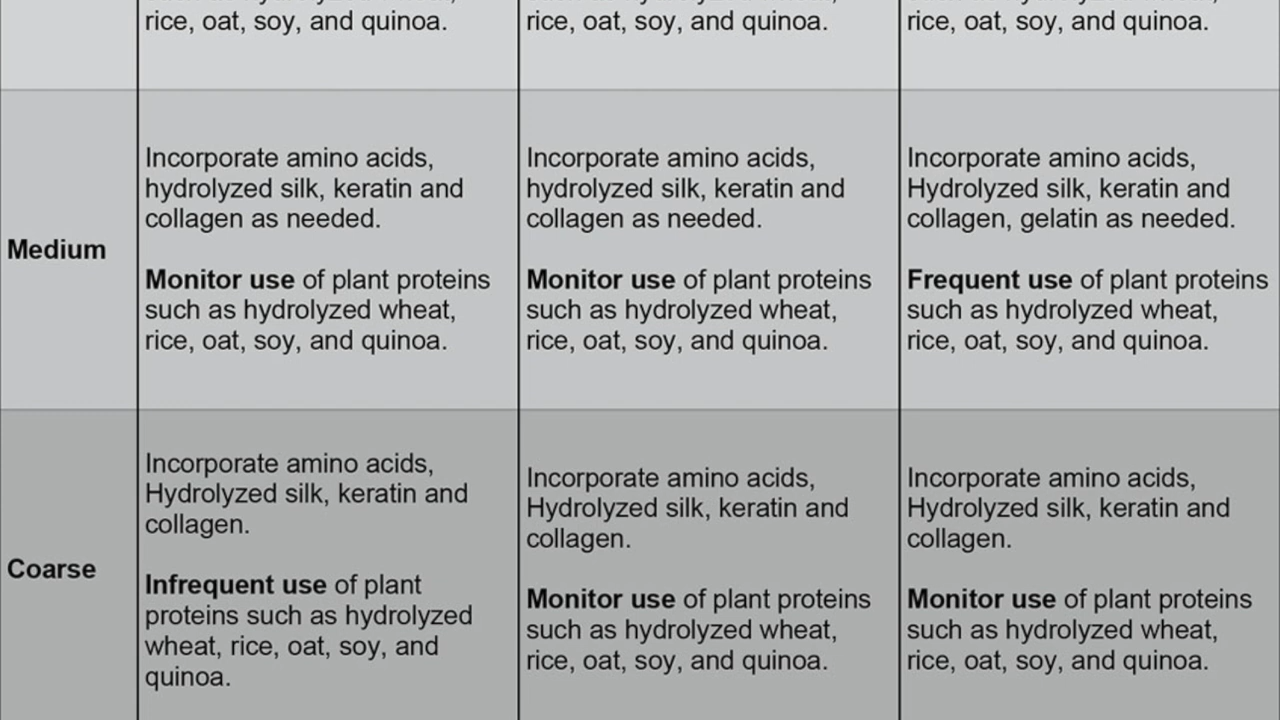 rice, oat, soy, and quinoa.
rice, oat, soy, and quinoa.
rice, oat, soy, and quinoa.
Medium
Incorporate amino acids,
hydrolyzed silk, keratin and
collagen as needed.
Monitor use of plant proteins
such as hydrolyzed wheat,
rice, oat, soy, and quinoa.
Incorporate amino acids,
hydrolyzed silk, keratin and
collagen as needed.
Monitor use of plant proteins
such as hydrolyzed wheat,
rice, oat, soy, and quinoa.
Incorporate amino acids,
Hydrolyzed silk, keratin and
collagen, gelatin as needed.
Frequent use of plant proteins
such as hydrolyzed wheat,
rice, oat, soy, and quinoa.
Coarse
Incorporate amino acids,
Hydrolyzed silk, keratin and
collagen.
Infrequent use of plant
proteins such as hydrolyzed
wheat, rice, oat, soy, and
quinoa.
Incorporate amino acids,
Hydrolyzed silk, keratin and
collagen.
Monitor use of plant proteins
such as hydrolyzed wheat,
rice, oat, soy, and quinoa.
Incorporate amino acids,
Hydrolyzed silk, keratin and
collagen.
Monitor use of plant proteins
such as hydrolyzed wheat,
rice, oat, soy, and quinoa.